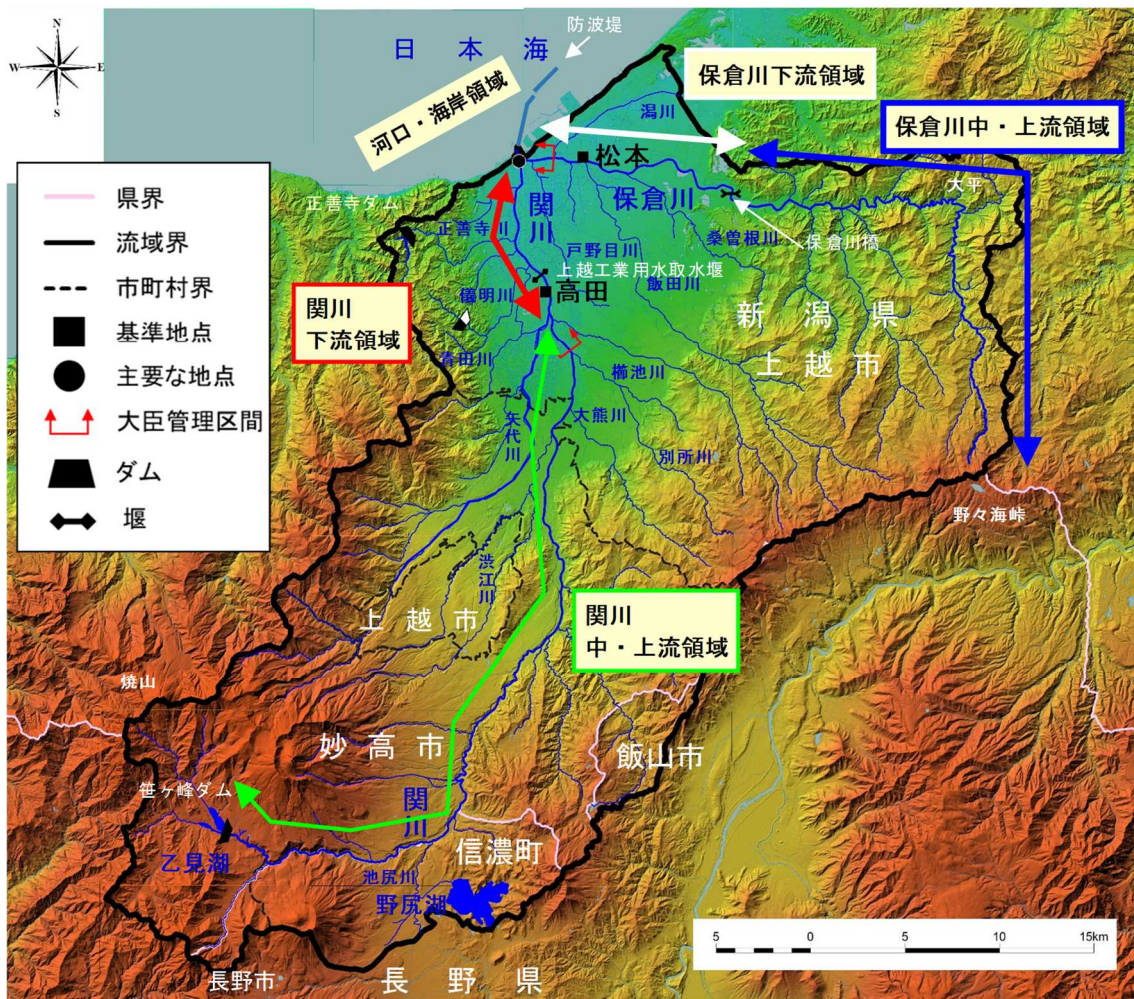 N
W
E
S
日本海
防波堤
河口・海岸領域
保倉川下流領域
保倉川中・上流領域
潟川
松本
保倉川
大平
関川
正善寺ダム
正善寺川
桑曽根川
保倉川橋
戸野目川
上越工業用水取水堰
飯田川
高田
儀明川
青田川
関川
下流領域
新潟県
上越市
櫛池川
大熊川
矢代川
別所川
野々海峠
渋江川
上越市
関川
中・上流領域
焼山
妙高市
飯山市
笹ヶ峰ダム
関川
乙見湖
信濃町
池尻川
野尻湖
長野市
長野県
県界
流域界
市町村界
基準地点
主要な地点
大臣管理区間
ダム
堰
5 0 5 10 15km